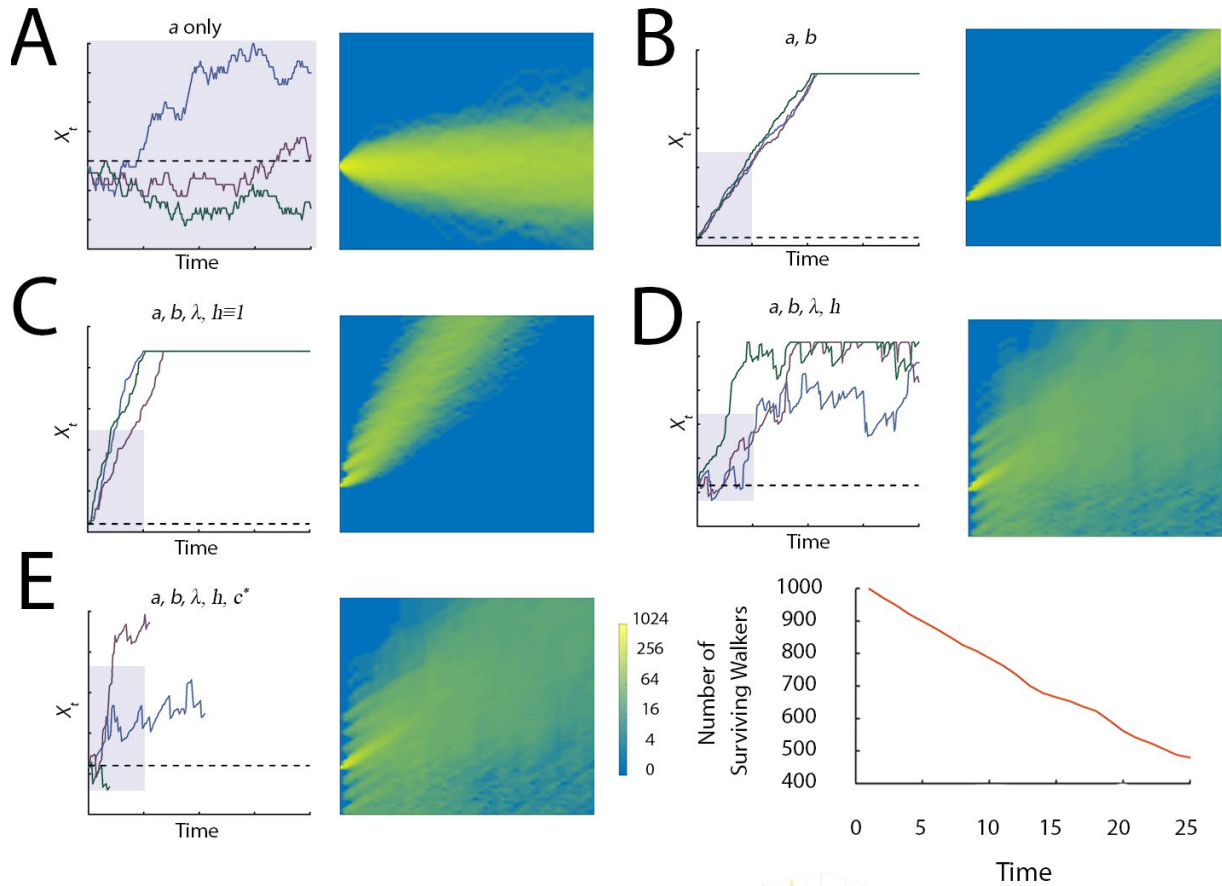 A
a only
X_t
Time
B
a, b
X_t
Time
C
a, b, λ, h≡1
X_t
Time
D
a, b, λ, h
X_t
Time
E
a, b, λ, h, c*
X_t
Time
1024
256
64
16
4
0
Number of
Surviving Walkers
1000
900
800
700
600
500
400
0 5 10 15 20 25
Time